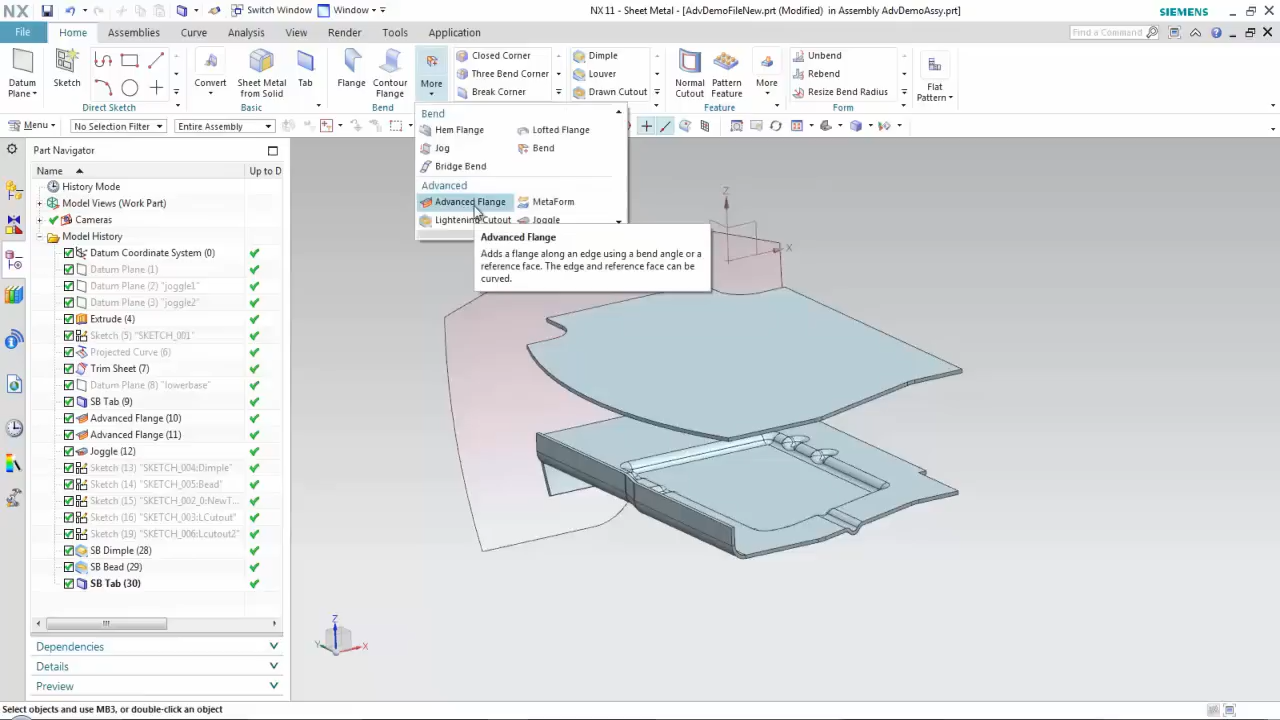 NX
Switch Window
Window
NX 11 - Sheet Metal - [AdvDemoFileNew.prt (Modified)  in Assembly AdvDemoAssy.prt]
SIEMENS
File
Home
Assemblies
Curve
Analysis
View
Render
Tools
Application
Find a Command
Datum Plane
Sketch
Direct Sketch
Convert
Sheet Metal from Solid
Tab
Basic
Flange
Contour Flange
Bend
More
Closed Corner
Three Bend Corner
Break Corner
Dimple
Louver
Drawn Cutout
Normal Cutout
Pattern Feature
More
Feature
Unbend
Rebend
Resize Bend Radius
Form
Flat Pattern
Menu
No Selection Filter
Entire Assembly
Bend
Hem Flange
Lofted Flange
Jog
Bend
Bridge Bend
Advanced
Advanced Flange
MetaForm
Lightening Cutout
Joggle
Advanced Flange
Adds a flange along an edge using a bend angle or a
reference face. The edge and reference face can be
curved.
Part Navigator
Name
Up to D
History Mode
Model Views (Work Part)
Cameras
Model History
Datum Coordinate System (0)
Datum Plane (1)
Datum Plane (2) "joggle1"
Datum Plane (3) "joggle2"
Extrude (4)
Sketch (5) "SKETCH_001"
Projected Curve (6)
Trim Sheet (7)
Datum Plane (8) "lowerbase"
SB Tab (9)
Advanced Flange (10)
Advanced Flange (11)
Joggle (12)
Sketch (13) "SKETCH_004:Dimple"
Sketch (14) "SKETCH_005:Bead"
Sketch (15) "SKETCH_002_0:NewT...
Sketch (16) "SKETCH_003:LCutout"
Sketch (19) "SKETCH_006:Lcutout2"
SB Dimple (28)
SB Bead (29)
SB Tab (30)
Dependencies
Details
Preview
Z
X
Z
Y
X
Select objects and use MB3, or double-click an object